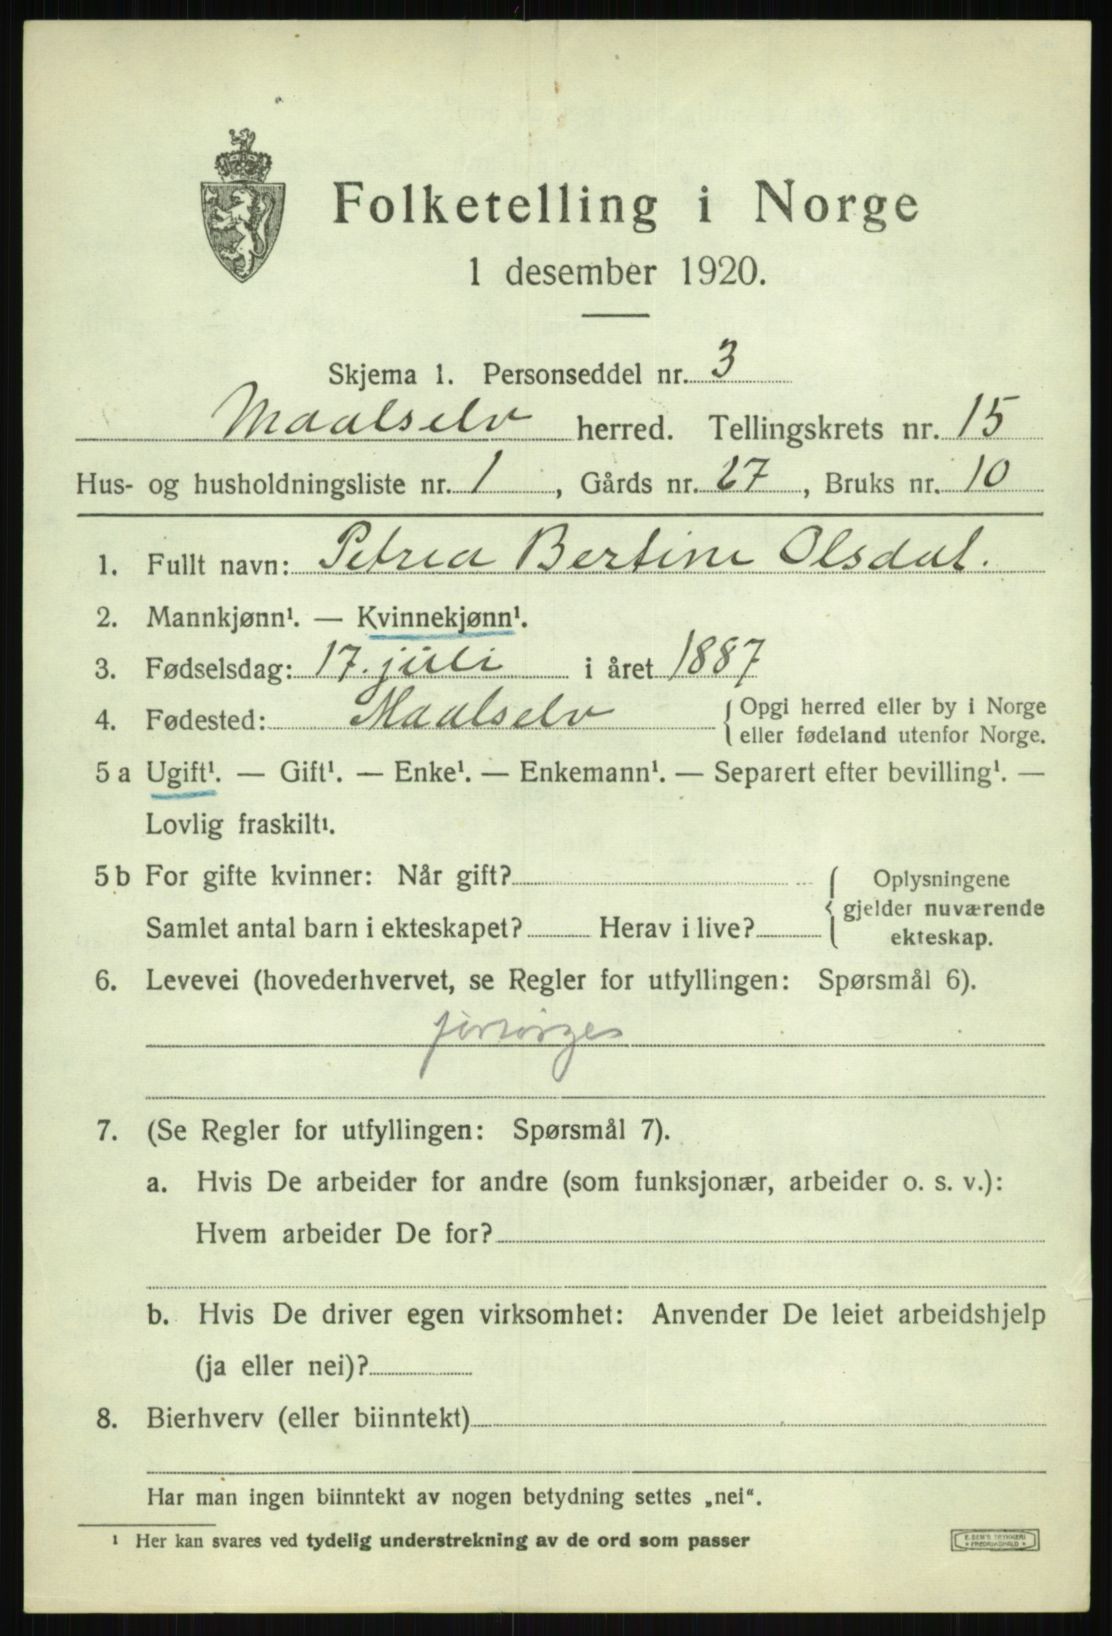 Folketelling i Norge
1 desember 1920.
Skjema 1. Personseddel nr. 3
Maalselv herred. Tellingskrets nr. 15
Hus- og husholdningsliste nr. 1, Gårds nr. 27, Bruks nr. 10
1. Fullt navn: Petrea Bertine Olsdat.
2. Mannkjønn¹. — Kvinnekjønn¹.
3. Fødselsdag: 17. juli i året 1887
4. Fødested: Maalselv { Opgi herred eller by i Norge
eller fødeland utenfor Norge.
5 a Ugift¹. — Gift¹. — Enke¹. — Enkemann¹. — Separert efter bevilling¹. —
Lovlig fraskilt¹.
5 b For gifte kvinner: Når gift? { Oplysningene
Samlet antal barn i ekteskapet? Herav i live? gjelder nuværende
ekteskap.
6. Levevei (hovederhvervet, se Regler for utfyllingen: Spørsmål 6).
forsørges
7. (Se Regler for utfyllingen: Spørsmål 7).
a. Hvis De arbeider for andre (som funksjonær, arbeider o. s. v.):
Hvem arbeider De for?
b. Hvis De driver egen virksomhet: Anvender De leiet arbeidshjelp
(ja eller nei)?
8. Bierhverv (eller biinntekt)
Har man ingen biinntekt av nogen betydning settes „nei“.
¹ Her kan svares ved tydelig understrekning av de ord som passer
E. SEM'S TRYKKERI
• FREDRIKSHALD •